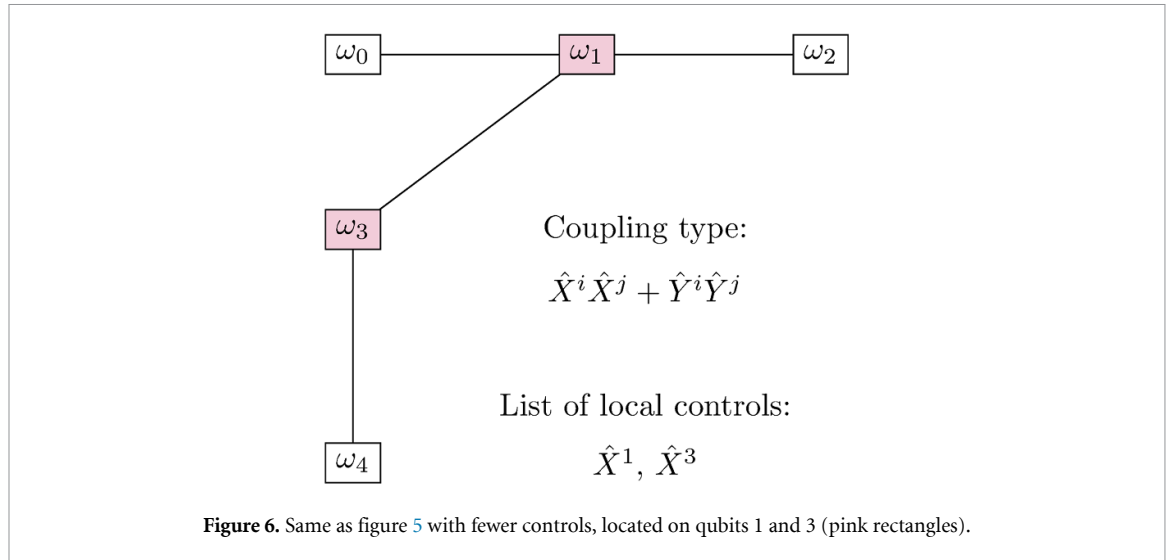 ω₀ ω₁ ω₂
ω₃
Coupling type:
X̂ⁱX̂ʲ + ŶⁱŶʲ
List of local controls:
X̂¹, X̂³
ω₄
Figure 6. Same as figure 5 with fewer controls, located on qubits 1 and 3 (pink rectangles).